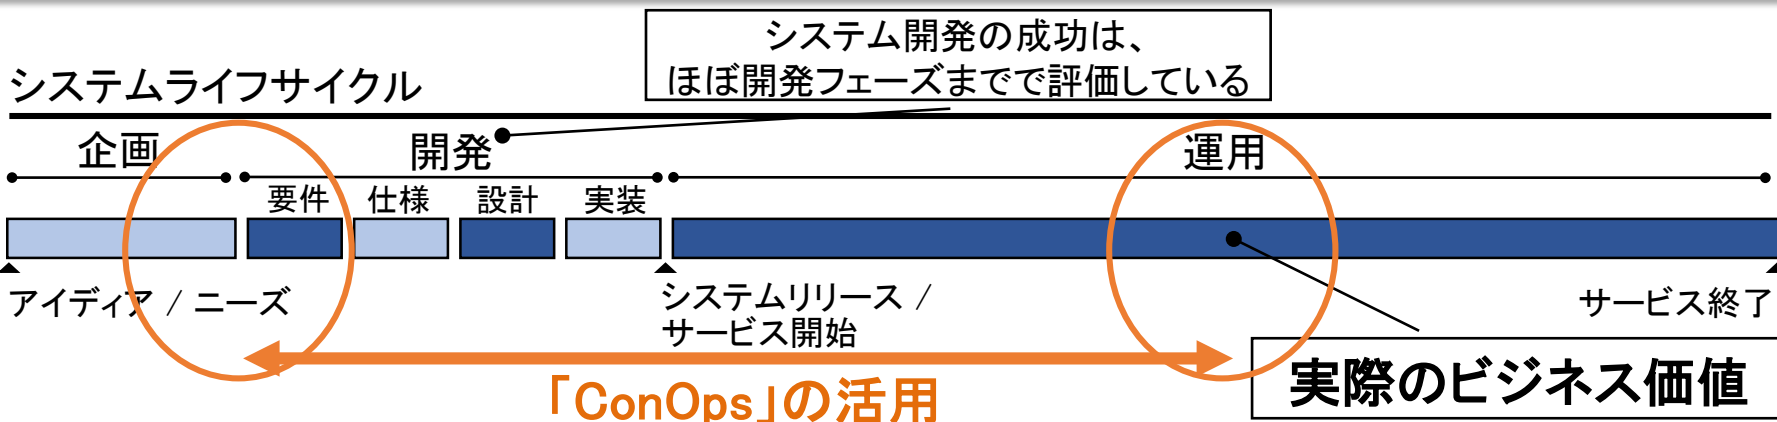 システム開発の成功は、
ほぼ開発フェーズまでで評価している
システムライフサイクル
企画
開発
運用
要件
仕様
設計
実装
アイディア / ニーズ
システムリリース /
サービス開始
サービス終了
「ConOps」の活用
実際のビジネス価値